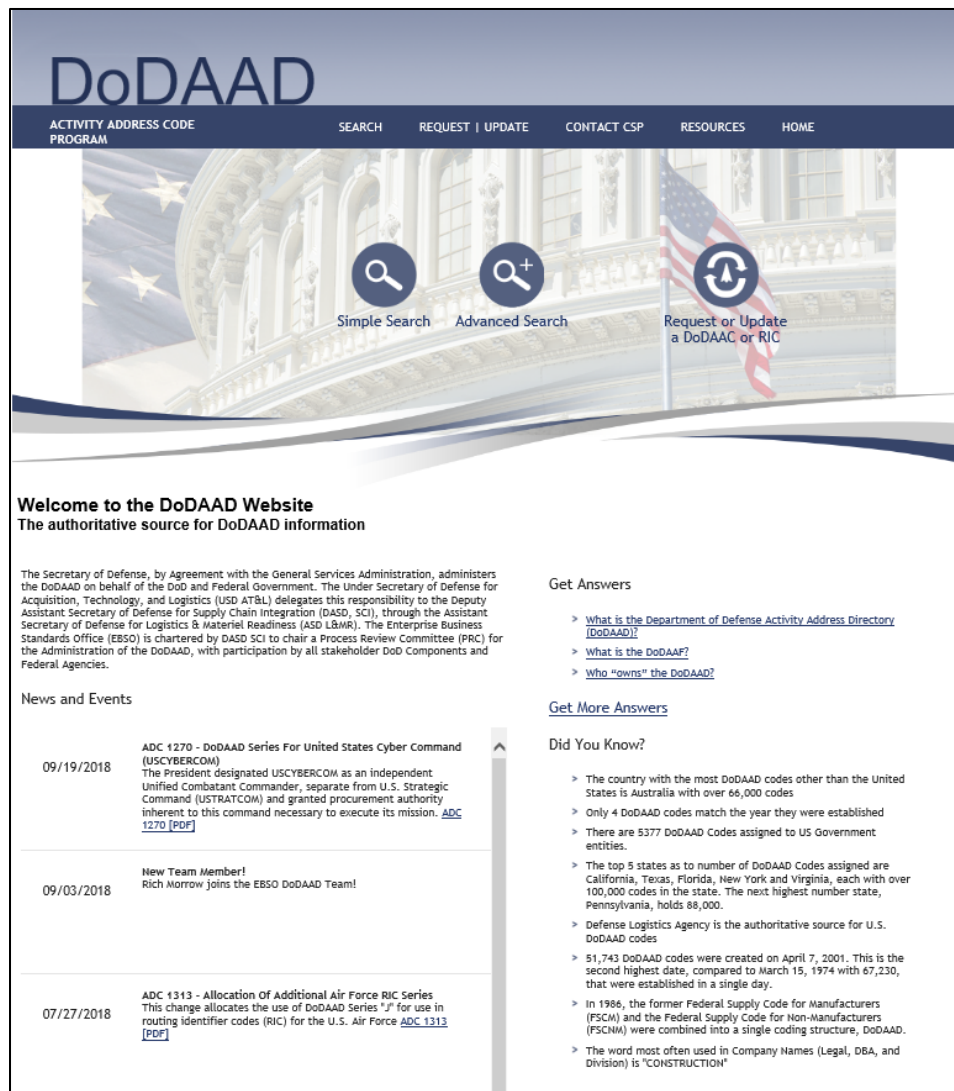 DoDAAD
ACTIVITY ADDRESS CODE
PROGRAM
SEARCH
REQUEST | UPDATE
CONTACT CSP
RESOURCES
HOME
Simple Search
Advanced Search
Request or Update
a DoDAAC or RIC
Welcome to the DoDAAD Website
The authoritative source for DoDAAD information
The Secretary of Defense, by Agreement with the General Services Administration, administers
the DoDAAD on behalf of the DoD and Federal Government. The Under Secretary of Defense for
Acquisition, Technology, and Logistics (USD AT&L) delegates this responsibility to the Deputy
Assistant Secretary of Defense for Supply Chain Integration (DASD, SCI), through the Assistant
Secretary of Defense for Logistics & Materiel Readiness (ASD L&MR). The Enterprise Business
Standards Office (EBSO) is chartered by DASD SCI to chair a Process Review Committee (PRC) for
the Administration of the DoDAAD, with participation by all stakeholder DoD Components and
Federal Agencies.
News and Events
09/19/2018
ADC 1270 - DoDAAD Series For United States Cyber Command
(USCYBERCOM)
The President designated USCYBERCOM as an independent
Unified Combatant Commander, separate from U.S. Strategic
Command (USTRATCOM) and granted procurement authority
inherent to this command necessary to execute its mission. ADC
1270 [PDF]
09/03/2018
New Team Member!
Rich Morrow joins the EBSO DoDAAD Team!
07/27/2018
ADC 1313 - Allocation Of Additional Air Force RIC Series
This change allocates the use of DoDAAD Series "J" for use in
routing identifier codes (RIC) for the U.S. Air Force ADC 1313
[PDF]
Get Answers
> What is the Department of Defense Activity Address Directory
(DoDAAD)?
> What is the DoDAAF?
> Who “owns” the DoDAAD?
Get More Answers
Did You Know?
> The country with the most DoDAAD codes other than the United
States is Australia with over 66,000 codes
> Only 4 DoDAAD codes match the year they were established
> There are 5377 DoDAAD Codes assigned to US Government
entities.
> The top 5 states as to number of DoDAAD Codes assigned are
California, Texas, Florida, New York and Virginia, each with over
100,000 codes in the state. The next highest number state,
Pennsylvania, holds 88,000.
> Defense Logistics Agency is the authoritative source for U.S.
DoDAAD codes
> 51,743 DoDAAD codes were created on April 7, 2001. This is the
second highest date, compared to March 15, 1974 with 67,230,
that were established in a single day.
> In 1986, the former Federal Supply Code for Manufacturers
(FSCM) and the Federal Supply Code for Non-Manufacturers
(FSCNM) were combined into a single coding structure, DoDAAD.
> The word most often used in Company Names (Legal, DBA, and
Division) is "CONSTRUCTION"